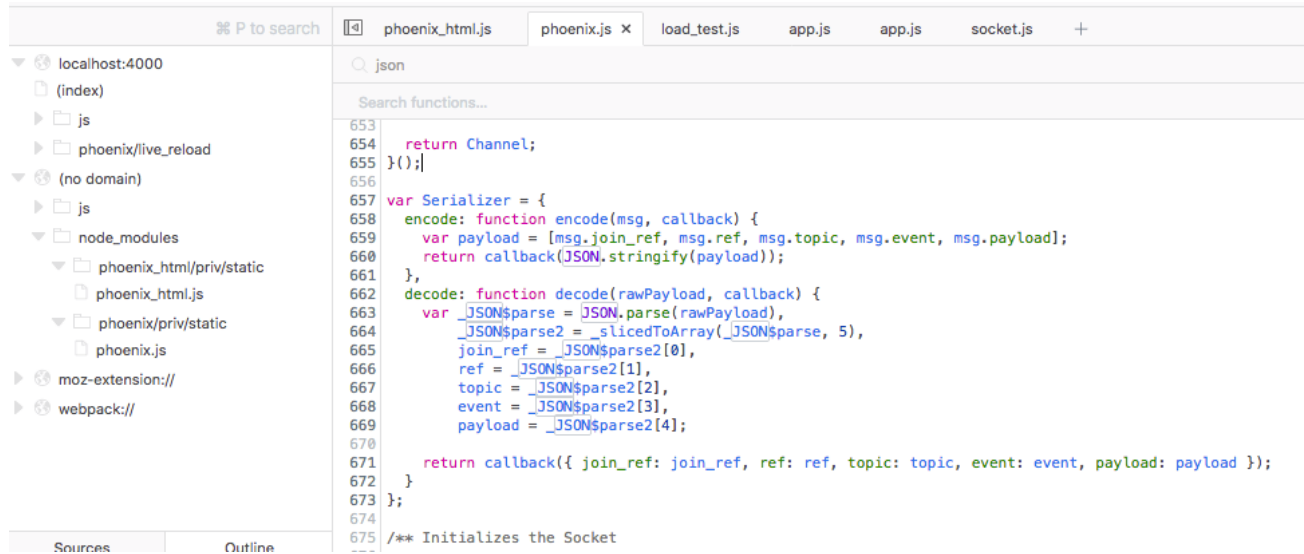 ⌘ P to search
phoenix_html.js phoenix.js × load_test.js app.js app.js socket.js +
localhost:4000
(index)
js
phoenix/live_reload
(no domain)
js
node_modules
phoenix_html/priv/static
phoenix_html.js
phoenix/priv/static
phoenix.js
moz-extension://
webpack://
Sources Outline
json
Search functions...
653
654   return Channel;
655 }();
656
657 var Serializer = {
658   encode: function encode(msg, callback) {
659     var payload = [msg.join_ref, msg.ref, msg.topic, msg.event, msg.payload];
660     return callback(JSON.stringify(payload));
661   },
662   decode: function decode(rawPayload, callback) {
663     var _JSON$parse = JSON.parse(rawPayload),
664         _JSON$parse2 = _slicedToArray(_JSON$parse, 5),
665         join_ref = _JSON$parse2[0],
666         ref = _JSON$parse2[1],
667         topic = _JSON$parse2[2],
668         event = _JSON$parse2[3],
669         payload = _JSON$parse2[4];
670
671     return callback({ join_ref: join_ref, ref: ref, topic: topic, event: event, payload: payload });
672   }
673 };
674
675 /** Initializes the Socket